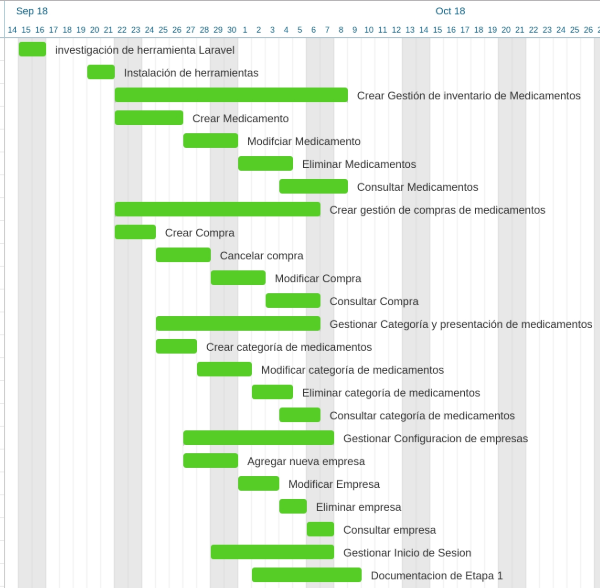 Sep 18 Oct 18
14 15 16 17 18 19 20 21 22 23 24 25 26 27 28 29 30 1 2 3 4 5 6 7 8 9 10 11 12 13 14 15 16 17 18 19 20 21 22 23 24 25 26
investigación de herramienta Laravel
Instalación de herramientas
Crear Gestión de inventario de Medicamentos
Crear Medicamento
Modifciar Medicamento
Eliminar Medicamentos
Consultar Medicamentos
Crear gestión de compras de medicamentos
Crear Compra
Cancelar compra
Modificar Compra
Consultar Compra
Gestionar Categoría y presentación de medicamentos
Crear categoría de medicamentos
Modificar categoría de medicamentos
Eliminar categoría de medicamentos
Consultar categoría de medicamentos
Gestionar Configuracion de empresas
Agregar nueva empresa
Modificar Empresa
Eliminar empresa
Consultar empresa
Gestionar Inicio de Sesion
Documentacion de Etapa 1